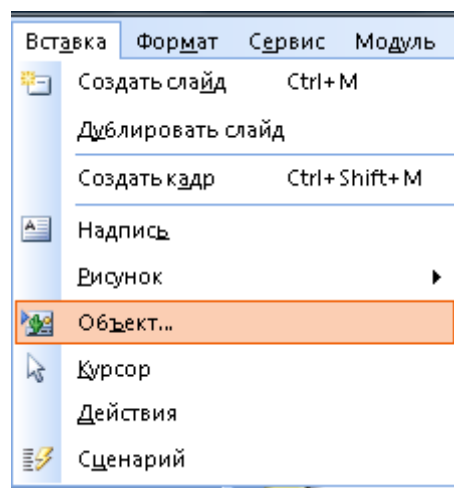 Вставка Формат Сервис Модуль
Создать слайд Ctrl+M
Дублировать слайд
Создать кадр Ctrl+Shift+M
Надпись
Рисунок
Объект...
Курсор
Действия
Сценарий